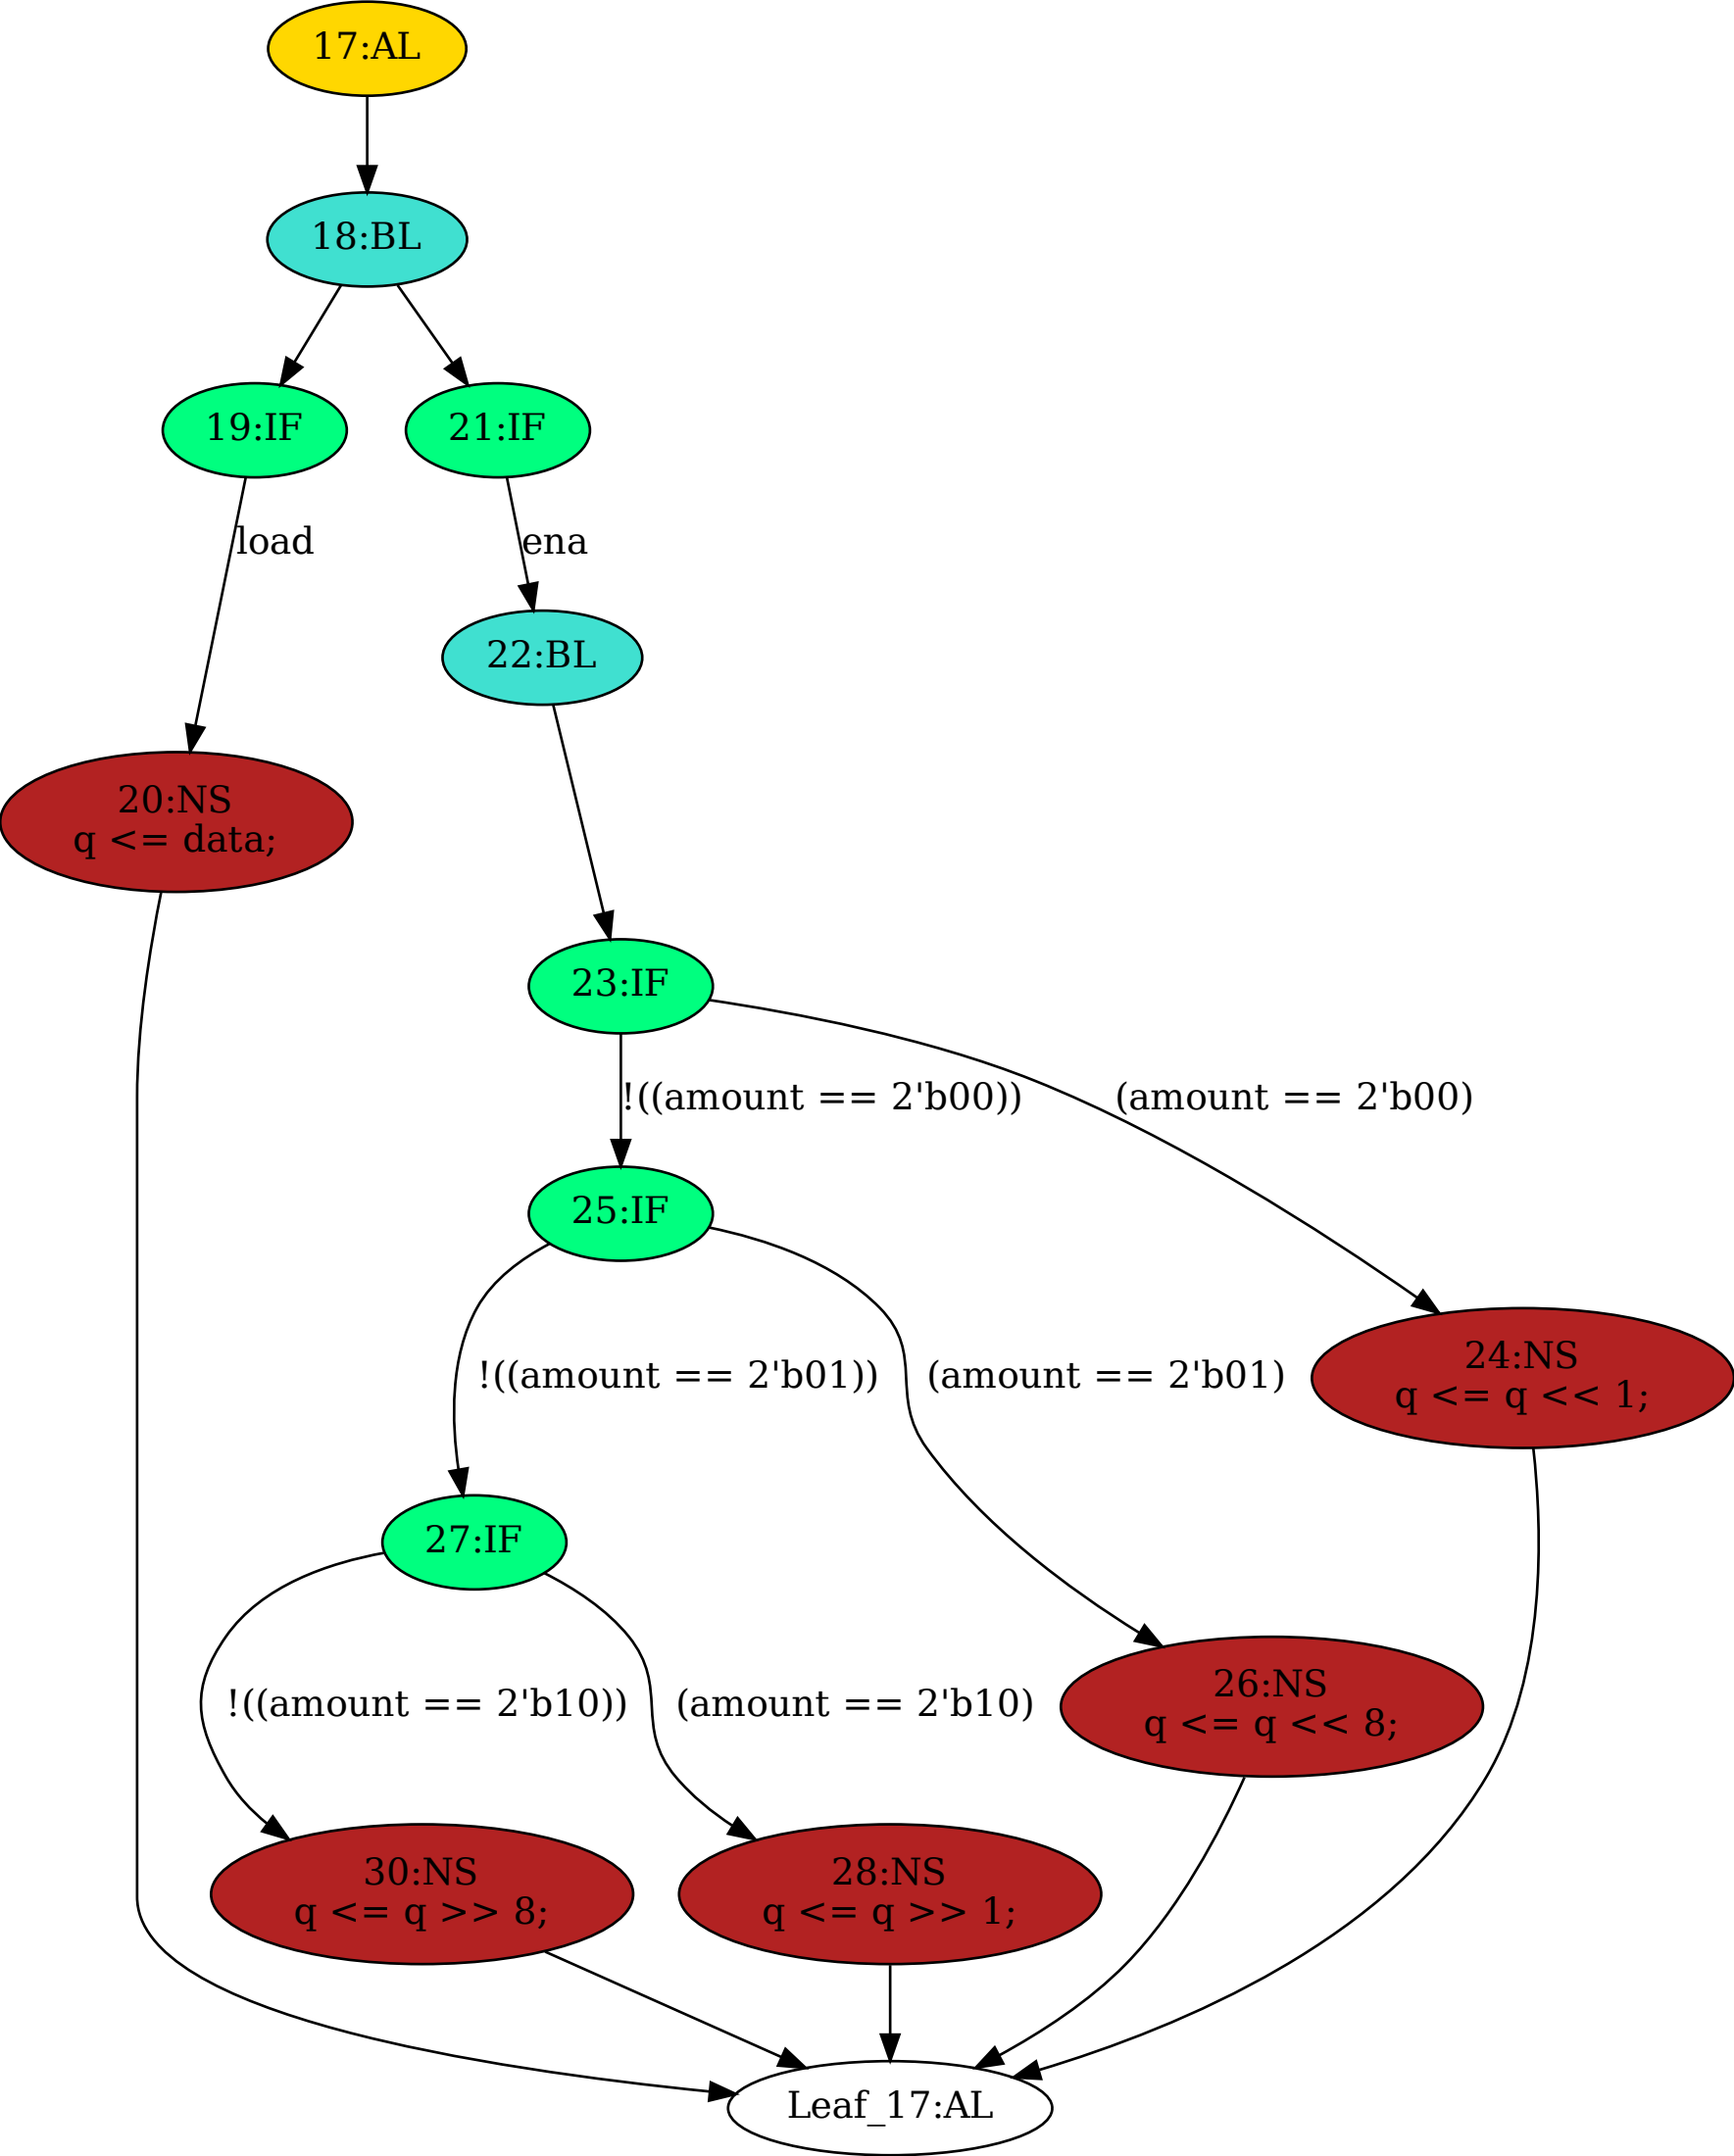 17:AL
18:BL
19:IF
21:IF
load
ena
22:BL
20:NS
q <= data;
23:IF
!((amount == 2'b00))
(amount == 2'b00)
25:IF
!((amount == 2'b01))
(amount == 2'b01)
24:NS
q <= q << 1;
27:IF
!((amount == 2'b10))
(amount == 2'b10)
26:NS
q <= q << 8;
30:NS
q <= q >> 8;
28:NS
q <= q >> 1;
Leaf_17:AL